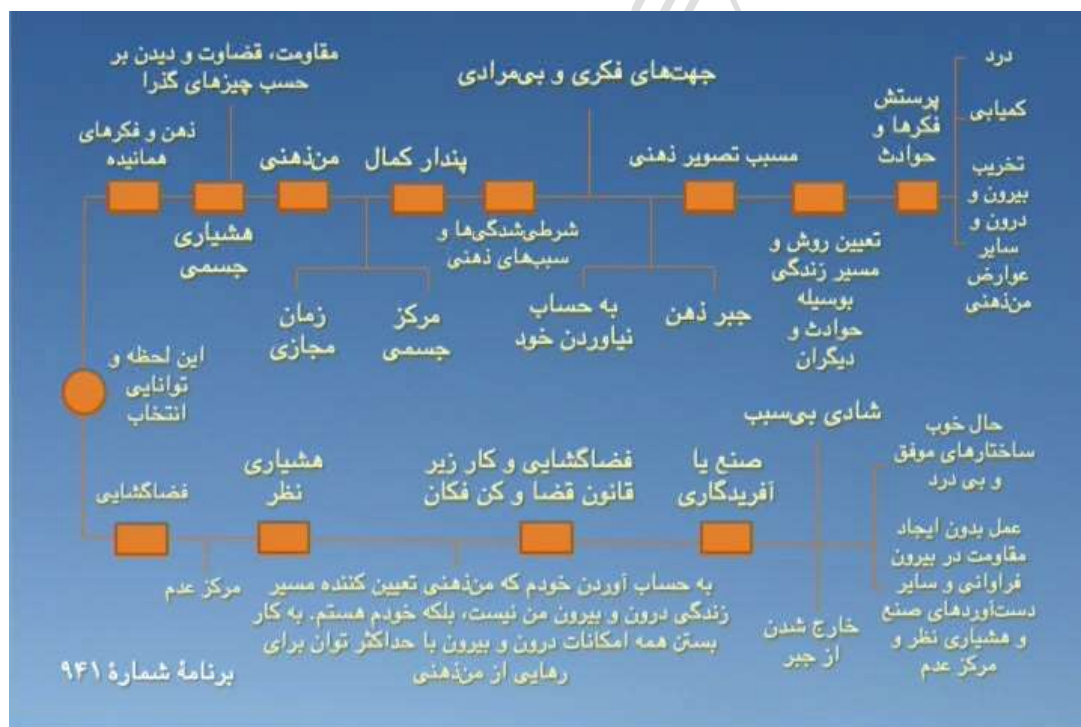 مقاومت، قضاوت و دیدن بر
حسب چیزهای گذرا
جهت‌های فکری و بی‌مرادی
درد
کمیابی
تخریب
بیرون و
درون و
سایر
عوارض
من‌ذهنی
پرستش
فکرها و
حوادث
ذهن و فکرهای
همانیده
من‌ذهنی
پندار کمال
مسبب تصویر ذهنی
هشیاری
جسمی
شرطی‌شدگی‌ها و
سبب‌های ذهنی
تعیین روش و
مسیر زندگی
بوسیله
حوادث و
دیگران
زمان
مجازی
مرکز
جسمی
به حساب
نیاوردن خود
جبر ذهن
این لحظه و
توانایی
انتخاب
شادی بی‌سبب
حال خوب
ساختارهای موفق
و بی درد
فضاگشایی
هشیاری
نظر
فضاگشایی و کار زیر
قانون قضا و کن فکان
صنع یا
آفریدگاری
عمل بدون ایجاد
مقاومت در بیرون
فراوانی و سایر
دست‌آوردهای صنع
و هشیاری نظر و
مرکز عدم
مرکز عدم
به حساب آوردن خودم که من‌ذهنی تعیین کننده مسیر
زندگی درون و بیرون من نیست، بلکه خودم هستم. به کار
بستن همه امکانات درون و بیرون با حداکثر توان برای
رهایی از من‌ذهنی
خارج شدن
از جبر
برنامهٔ شمارهٔ ۹۴۱